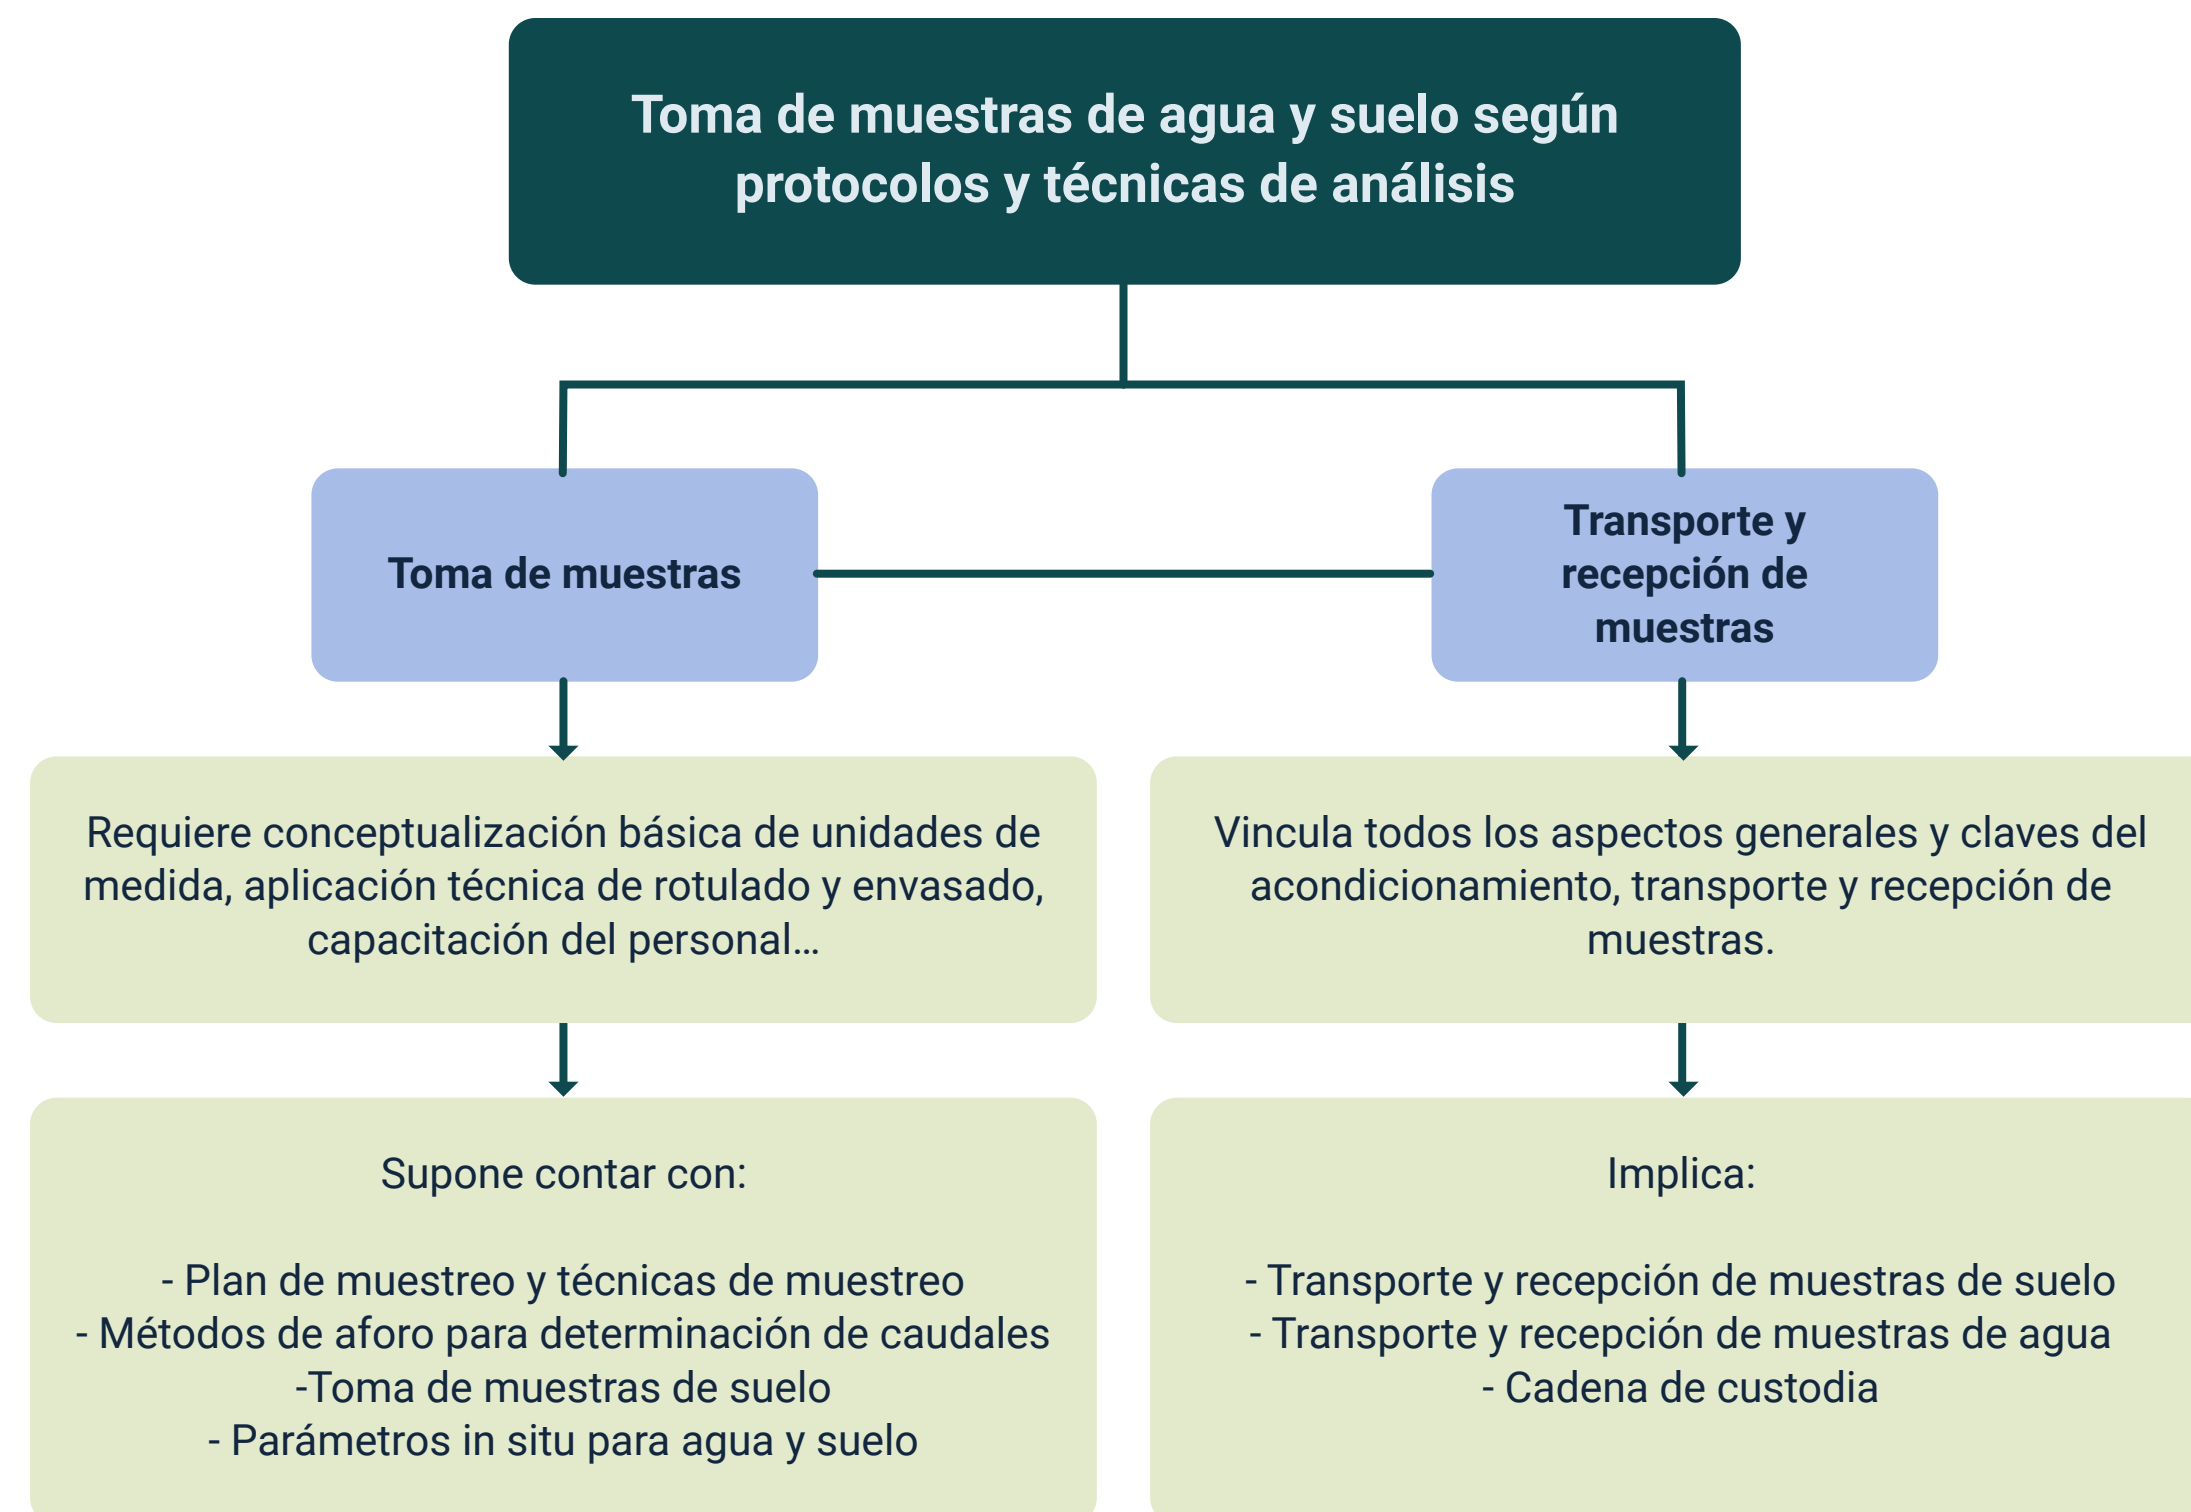 Toma de muestras de agua y suelo según
protocolos y técnicas de análisis
Toma de muestras
Transporte y
recepción de
muestras
Requiere conceptualización básica de unidades de
medida, aplicación técnica de rotulado y envasado,
capacitación del personal…
Vincula todos los aspectos generales y claves del
acondicionamiento, transporte y recepción de
muestras.
Supone contar con:
- Plan de muestreo y técnicas de muestreo
- Métodos de aforo para determinación de caudales
-Toma de muestras de suelo
- Parámetros in situ para agua y suelo
Implica:
- Transporte y recepción de muestras de suelo
- Transporte y recepción de muestras de agua
- Cadena de custodia